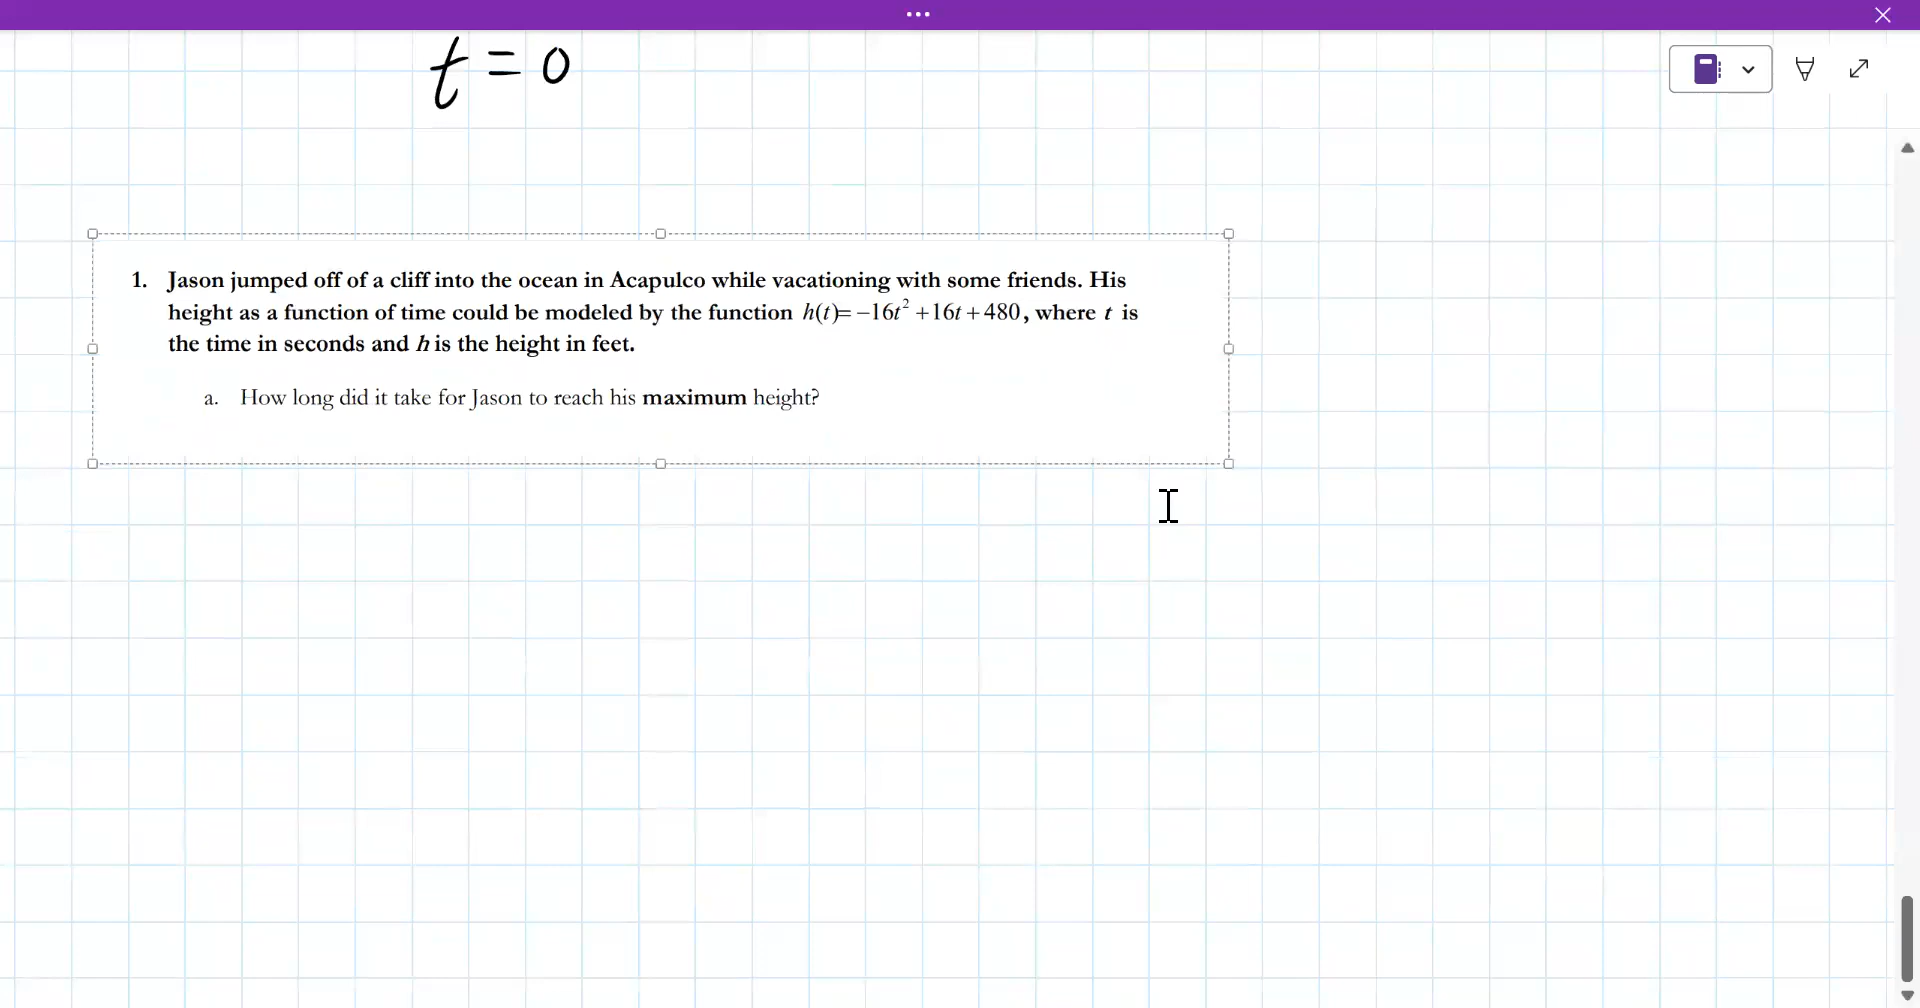 t = 0
1. Jason jumped off of a cliff into the ocean in Acapulco while vacationing with some friends. His
height as a function of time could be modeled by the function h(t)=−16t²+16t+480, where t is
the time in seconds and h is the height in feet.
a. How long did it take for Jason to reach his maximum height?